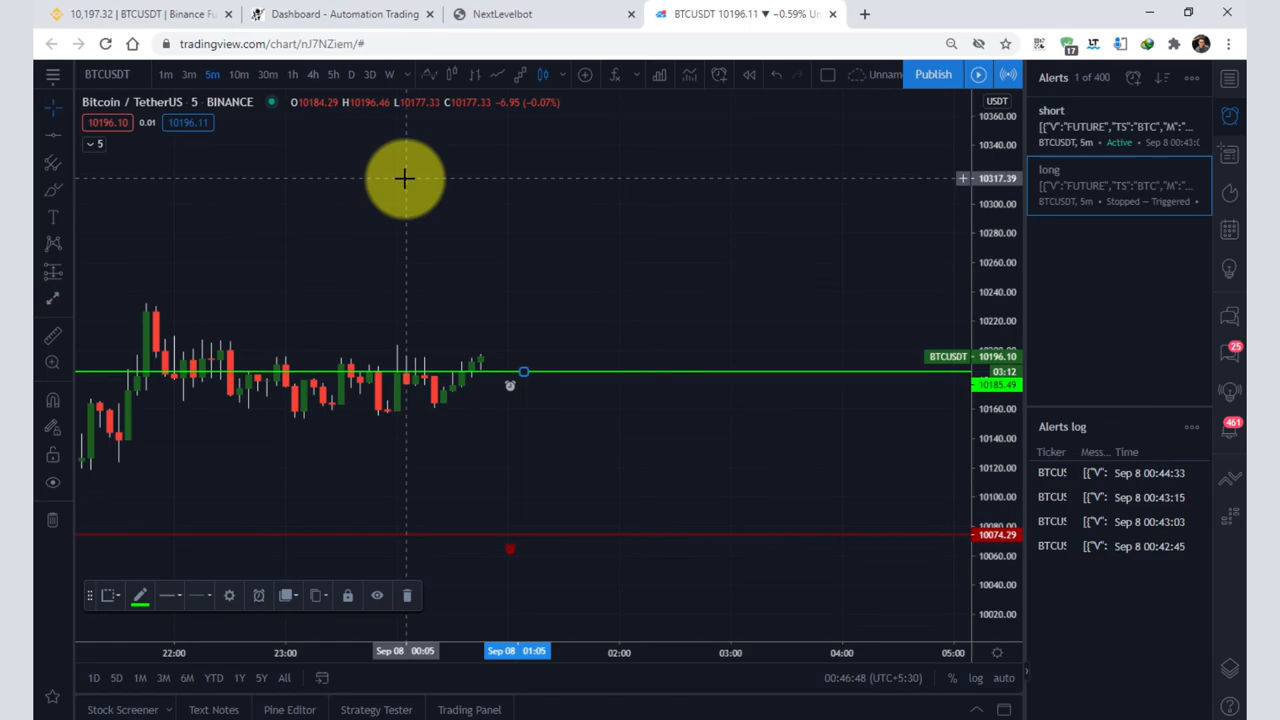 10,197.32 | BTCUSDT | Binance Fu
Dashboard - Automation Trading
NextLevelbot
BTCUSDT 10196.11 ▼ −0.59% Un
tradingview.com/chart/nJ7NZiem/#
17
BTCUSDT
1m 3m 5m 10m 30m 1h 4h 5h D 3D W
Unnam
Publish
Alerts 1 of 400
Bitcoin / TetherUS · 5 · BINANCE
O10184.29 H10196.46 L10177.33 C10177.33 −6.95 (−0.07%)
10196.10 0.01 10196.11
5
USDT
10360.00
10340.00
10317.39
10300.00
10280.00
10260.00
10240.00
10220.00
BTCUSDT 10196.10
03:12
10185.49
10160.00
10140.00
10120.00
10100.00
10080.00
10074.29
10060.00
10040.00
10020.00
short
[{"V":"FUTURE","TS":"BTC","M":"...
BTCUSDT, 5m • Active • Sep 8 00:43:0
long
[{"V":"FUTURE","TS":"BTC","M":"...
BTCUSDT, 5m • Stopped — Triggered •
25
461
Alerts log
Ticker Mess... Time
BTCUS [{"V": Sep 8 00:44:33
BTCUS [{"V": Sep 8 00:43:15
BTCUS [{"V": Sep 8 00:43:03
BTCUS [{"V": Sep 8 00:42:45
22:00 23:00 Sep 08 00:05 Sep 08 01:05 02:00 03:00 04:00 05:00
1D 5D 1M 3M 6M YTD 1Y 5Y All
00:46:48 (UTC+5:30) % log auto
Stock Screener Text Notes Pine Editor Strategy Tester Trading Panel